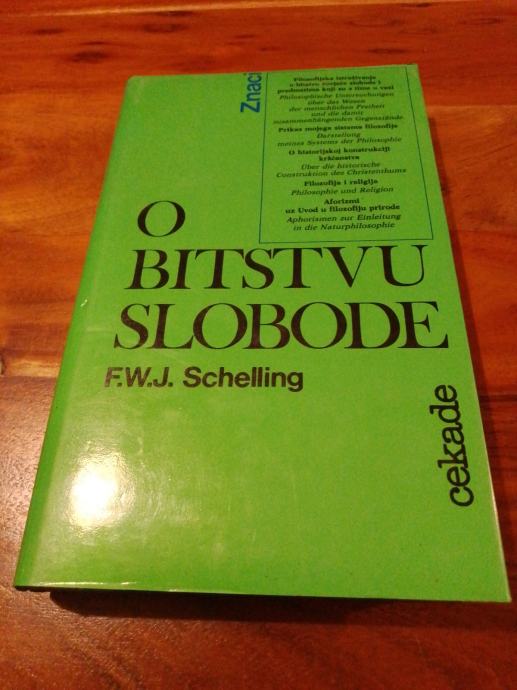 Znaci
Filozofijska istraživanja
o bitstvu čovječje slobode i
predmetima koji su s time u vezi
Philosophische Untersuchungen
über das Wesen
der menschlichen Freiheit
und die damit
zusammenhängenden Gegenstände
Prikaz mojega sistema filozofije
Darstellung
meines Systems der Philosophie
O historijskoj konstrukciji
kršćanstva
Über die historische
Construktion des Christenthums
Filozofija i religija
Philosophie und Religion
Aforizmi
uz Uvod u filozofiju prirode
Aphorismen zur Einleitung
in die Naturphilosophie
O
BITSTVU
SLOBODE
F.W.J. Schelling
cekade